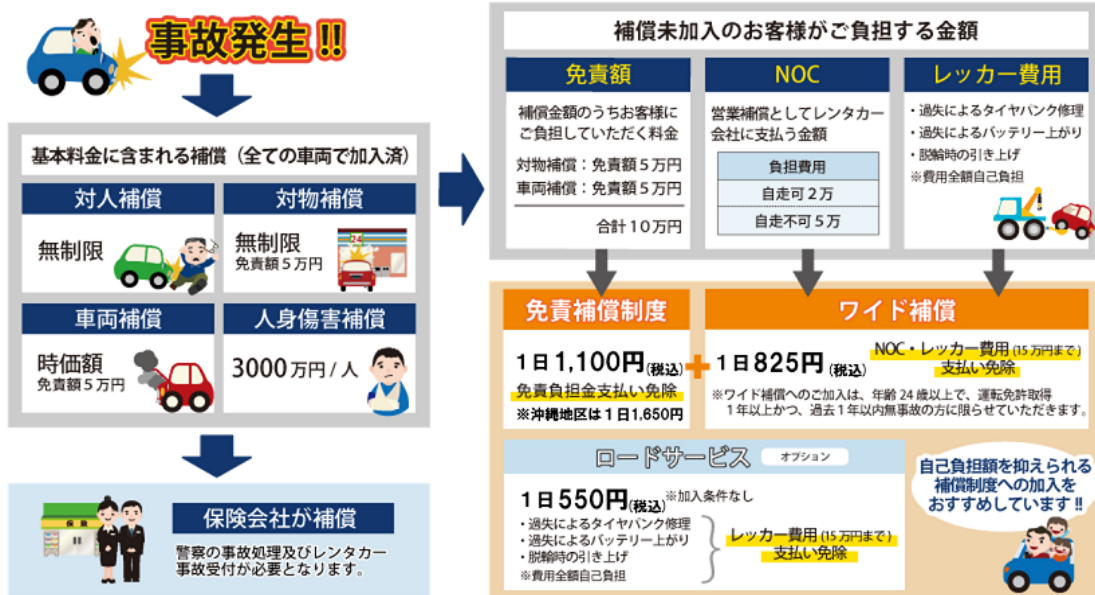 事故発生!!
基本料金に含まれる補償（全ての車両で加入済）
対人補償
無制限
対物補償
無制限
免責額５万円
24
車両補償
時価額
免責額５万円
人身傷害補償
3000万円/人
保険
保険会社が補償
警察の事故処理及びレンタカー
事故受付が必要となります。
補償未加入のお客様がご負担する金額
免責額
補償金額のうちお客様に
ご負担していただく料金
対物補償：免責額５万円
車両補償：免責額５万円
合計10万円
NOC
営業補償としてレンタカー
会社に支払う金額
負担費用
自走可２万
自走不可５万
レッカー費用
・過失によるタイヤパンク修理
・過失によるバッテリー上がり
・脱輪時の引き上げ
※費用全額自己負担
免責補償制度
１日1,100円(税込)
免責負担金支払い免除
※沖縄地区は１日1,650円
+
ワイド補償
１日825円(税込)
NOC・レッカー費用(15万円まで)
支払い免除
※ワイド補償へのご加入は、年齢24歳以上で、運転免許取得
１年以上かつ、過去１年以内無事故の方に限らせていただきます。
ロードサービス オプション
１日550円(税込)※加入条件なし
・過失によるタイヤパンク修理
・過失によるバッテリー上がり
・脱輪時の引き上げ
※費用全額自己負担
レッカー費用(15万円まで)
支払い免除
自己負担額を抑えられる
補償制度への加入を
おすすめしています!!